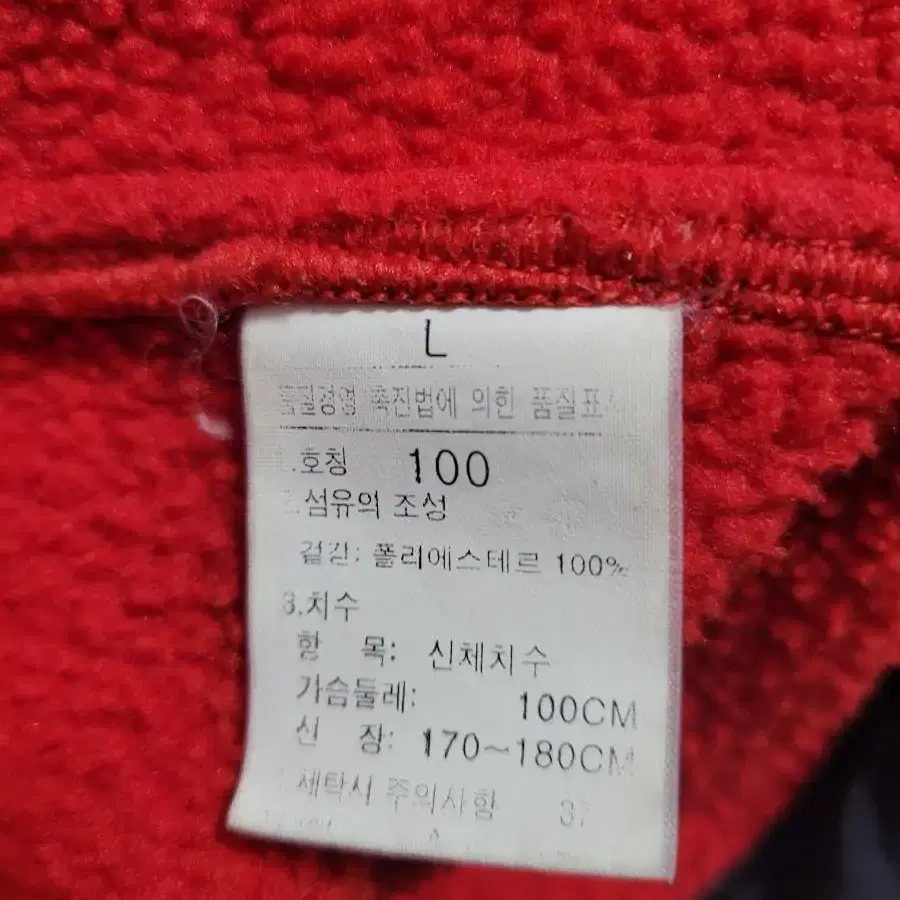 L
품질경영 촉진법에 의한 품질표시
1.호칭 100
2.섬유의 조성
겉감: 폴리에스테르 100%
3.치수
항 목: 신체치수
가슴둘레: 100CM
신 장: 170~180CM
세탁시 주의사항